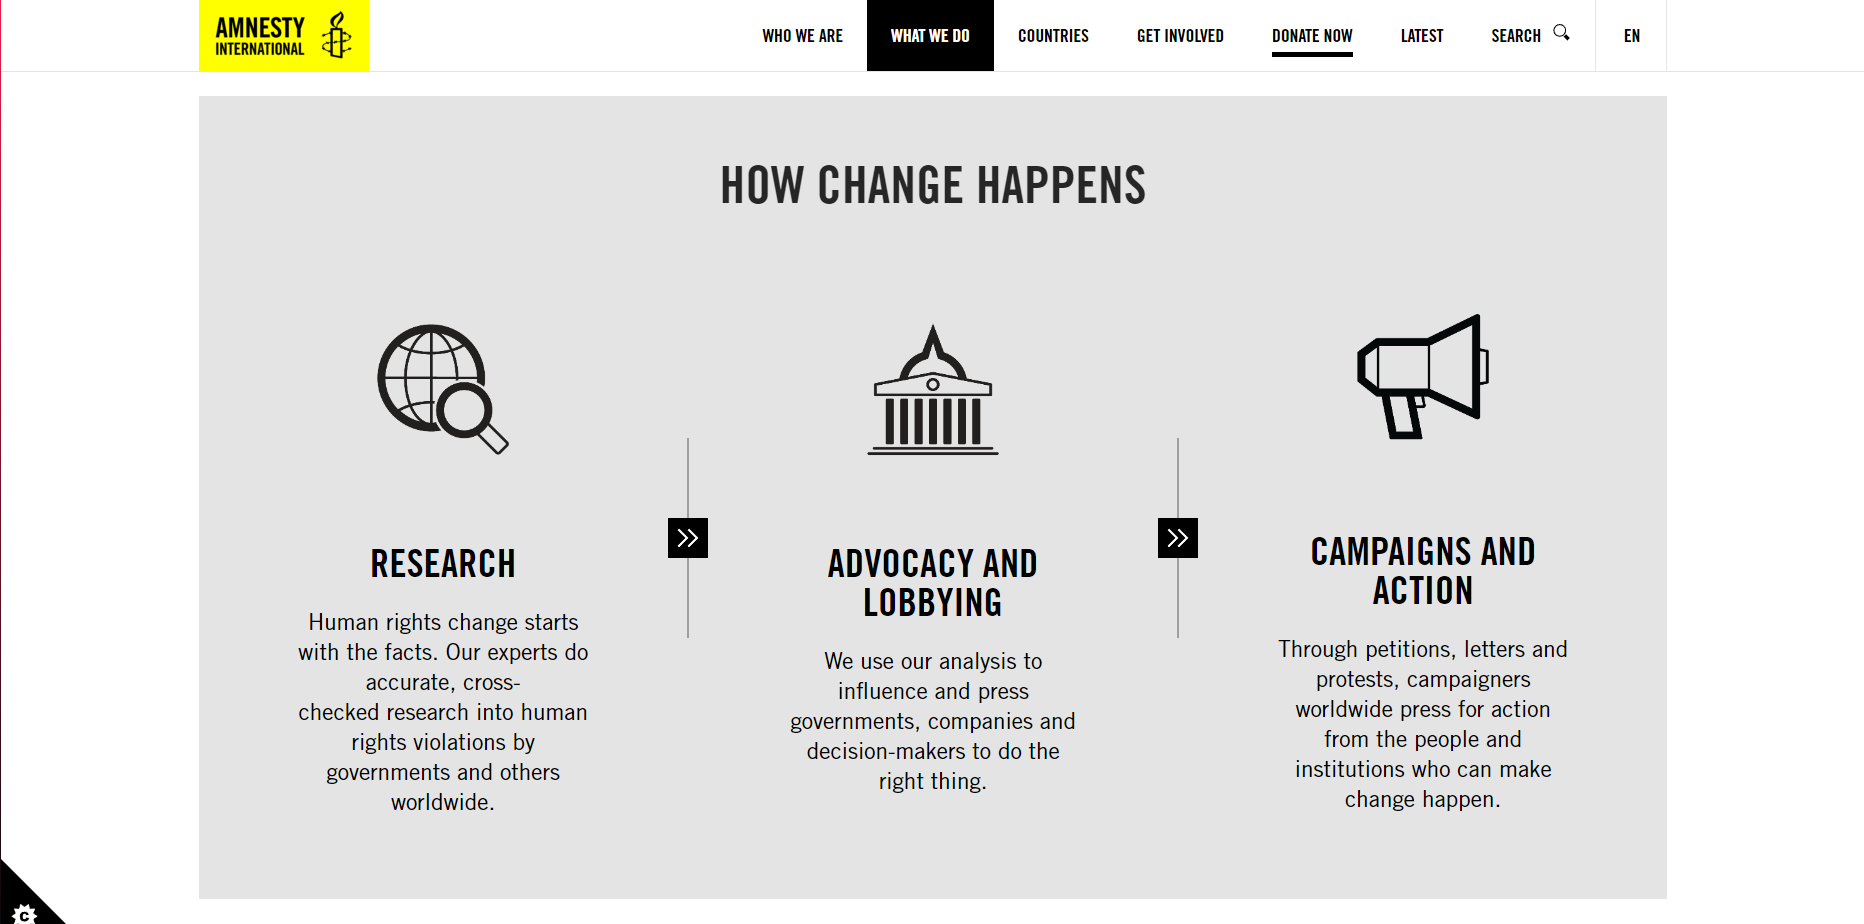 AMNESTY
INTERNATIONAL
WHO WE ARE
WHAT WE DO
COUNTRIES
GET INVOLVED
DONATE NOW
LATEST
SEARCH
EN
HOW CHANGE HAPPENS
RESEARCH
Human rights change starts
with the facts. Our experts do
accurate, cross-
checked research into human
rights violations by
governments and others
worldwide.
ADVOCACY AND
LOBBYING
We use our analysis to
influence and press
governments, companies and
decision-makers to do the
right thing.
CAMPAIGNS AND
ACTION
Through petitions, letters and
protests, campaigners
worldwide press for action
from the people and
institutions who can make
change happen.
C